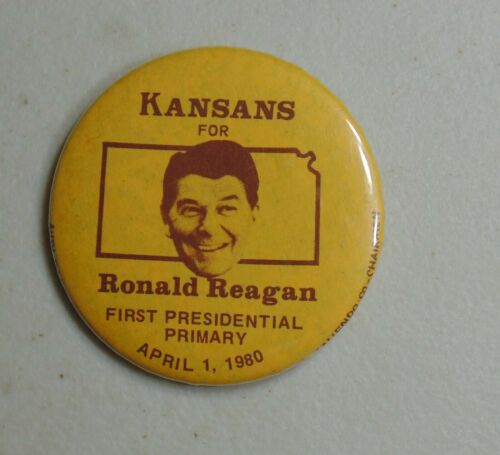 KANSANS
FOR
Ronald Reagan
FIRST PRESIDENTIAL
PRIMARY
APRIL 1, 1980